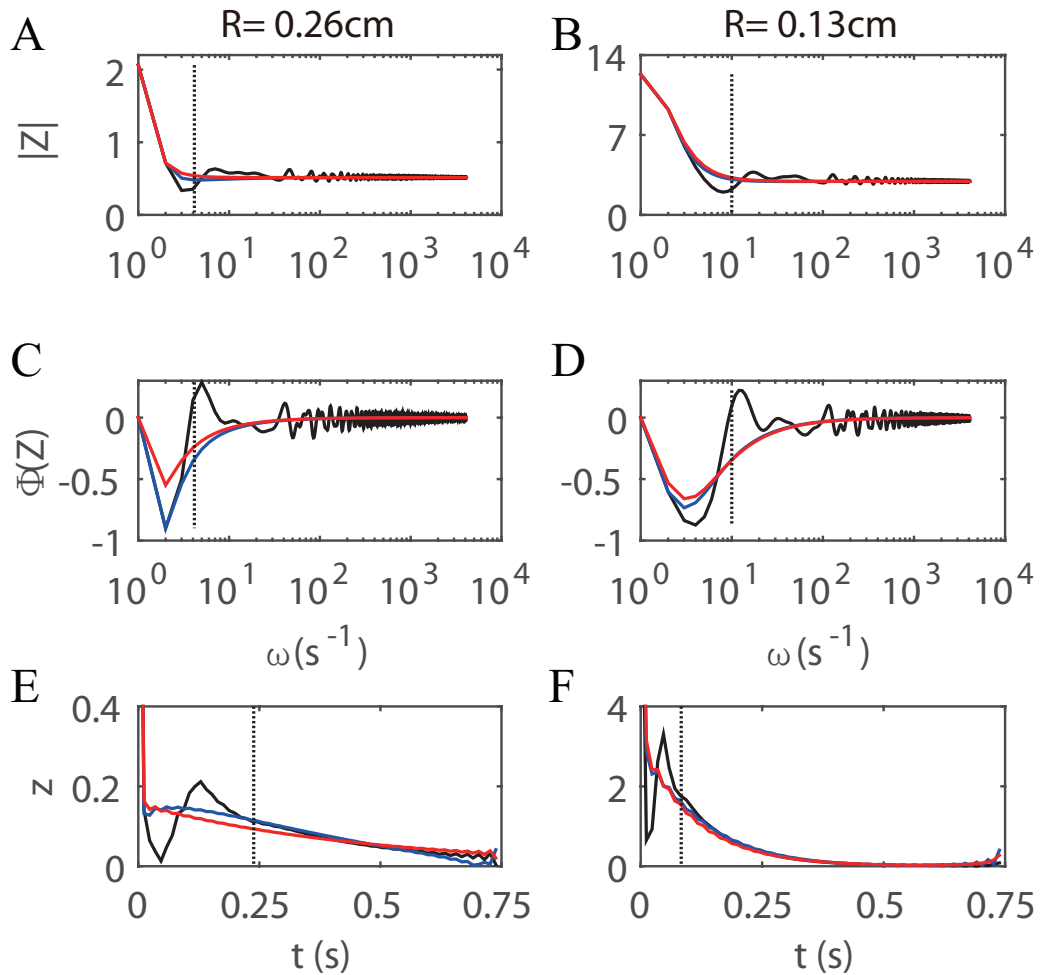 A R= 0.26cm B R= 0.13cm
2 14
|Z| 1 7
0 0
10^0 10^1 10^2 10^3 10^4 10^0 10^1 10^2 10^3 10^4
C D
0 0
Φ(Z) -0.5 -0.5
-1 -1
10^0 10^1 10^2 10^3 10^4 10^0 10^1 10^2 10^3 10^4
ω(s^-1) ω(s^-1)
E F
0.4 4
z 0.2 2
0 0
0 0.25 0.5 0.75 0 0.25 0.5 0.75
t (s) t (s)